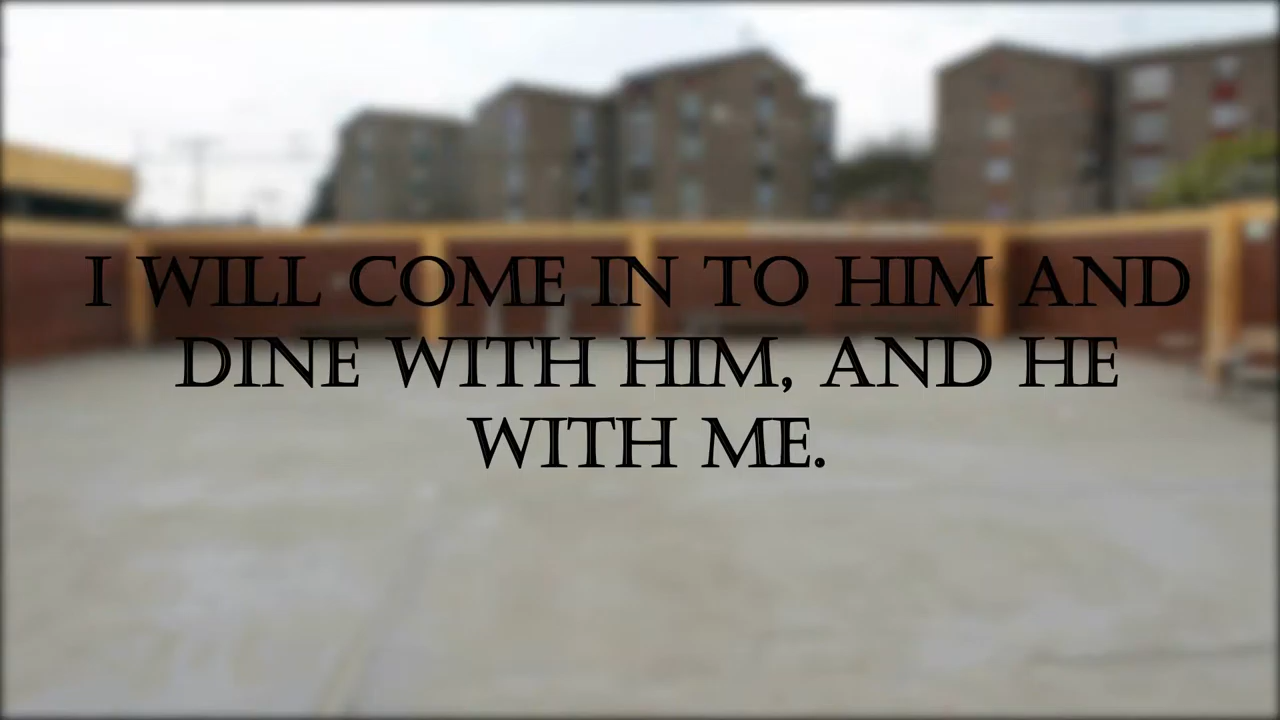 I WILL COME IN TO HIM AND
DINE WITH HIM, AND HE
WITH ME.